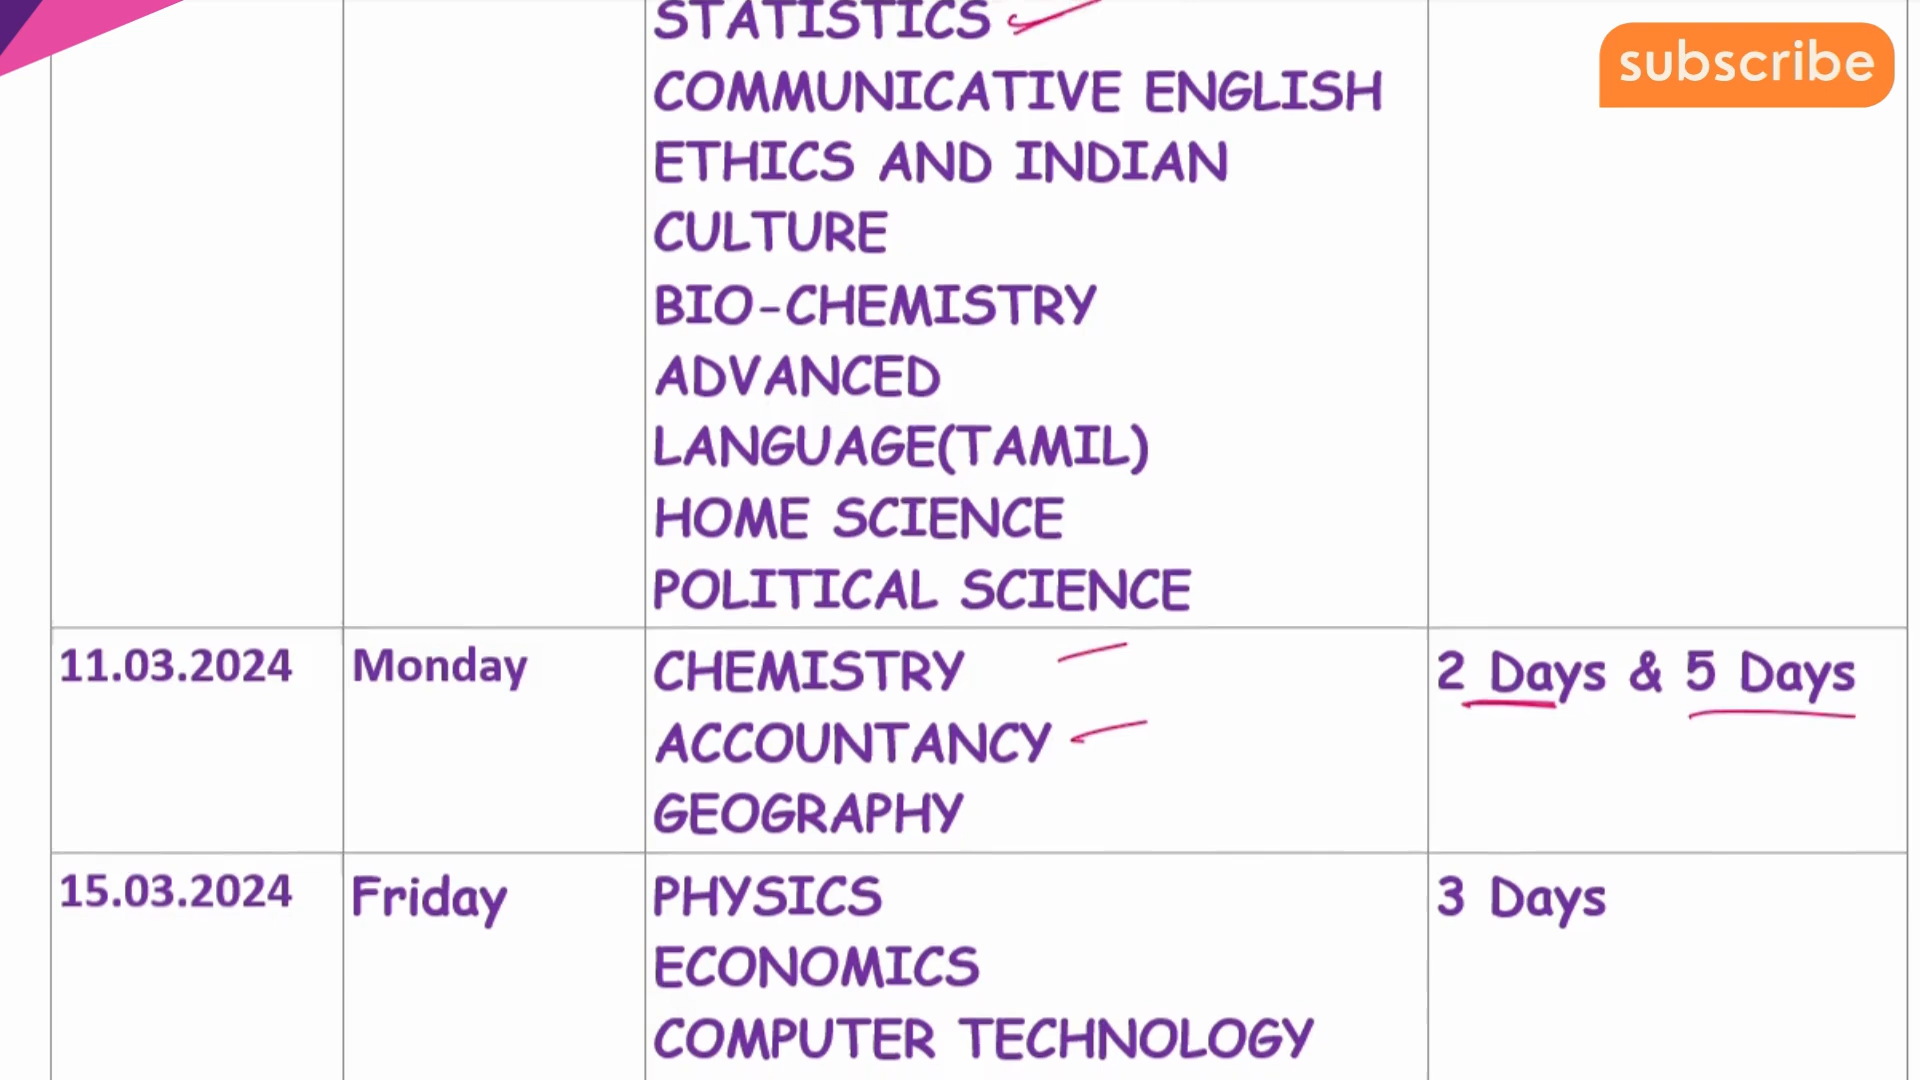 STATISTICS
subscribe
COMMUNICATIVE ENGLISH
ETHICS AND INDIAN
CULTURE
BIO-CHEMISTRY
ADVANCED
LANGUAGE(TAMIL)
HOME SCIENCE
POLITICAL SCIENCE
11.03.2024 Monday CHEMISTRY 2 Days & 5 Days
ACCOUNTANCY
GEOGRAPHY
15.03.2024 Friday PHYSICS 3 Days
ECONOMICS
COMPUTER TECHNOLOGY